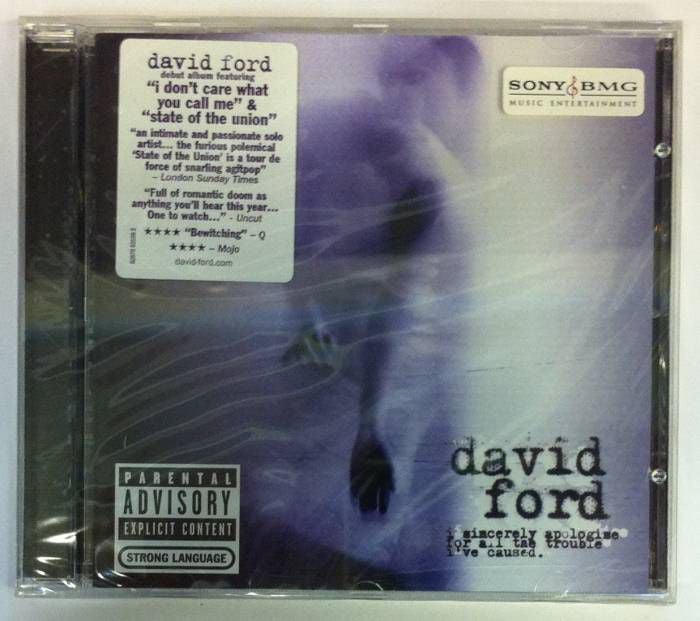 david ford
debut album featuring
"i don't care what
you call me" &
"state of the union"
"an intimate and passionate solo
artist... the furious polemical
'State of the Union' is a tour de
force of snarling agitpop"
– London Sunday Times
"Full of romantic doom as
anything you'll hear this year...
One to watch..." - Uncut
★★★★ "Bewitching" – Q
★★★★ – Mojo
david-ford.com
SONY BMG
MUSIC ENTERTAINMENT
david
ford
i sincerely apologise
for all the trouble
i've caused.
PARENTAL
ADVISORY
EXPLICIT CONTENT
STRONG LANGUAGE